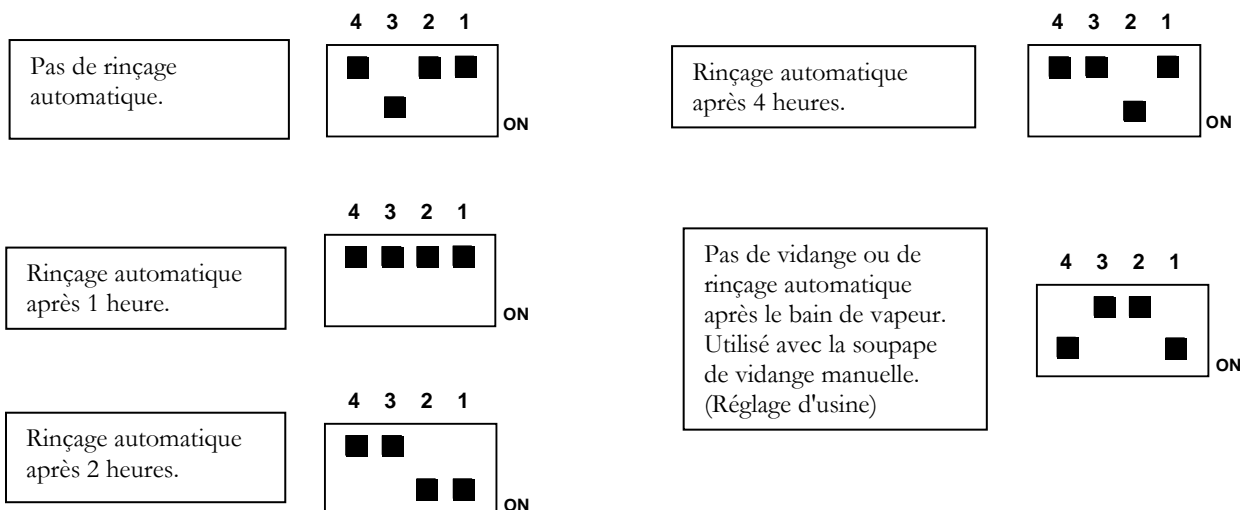 4 3 2 1
Pas de rinçage
automatique.
ON
4 3 2 1
Rinçage automatique
après 1 heure.
ON
4 3 2 1
Rinçage automatique
après 2 heures.
ON
4 3 2 1
Rinçage automatique
après 4 heures.
ON
4 3 2 1
Pas de vidange ou de
rinçage automatique
après le bain de vapeur.
Utilisé avec la soupape
de vidange manuelle.
(Réglage d'usine)
ON